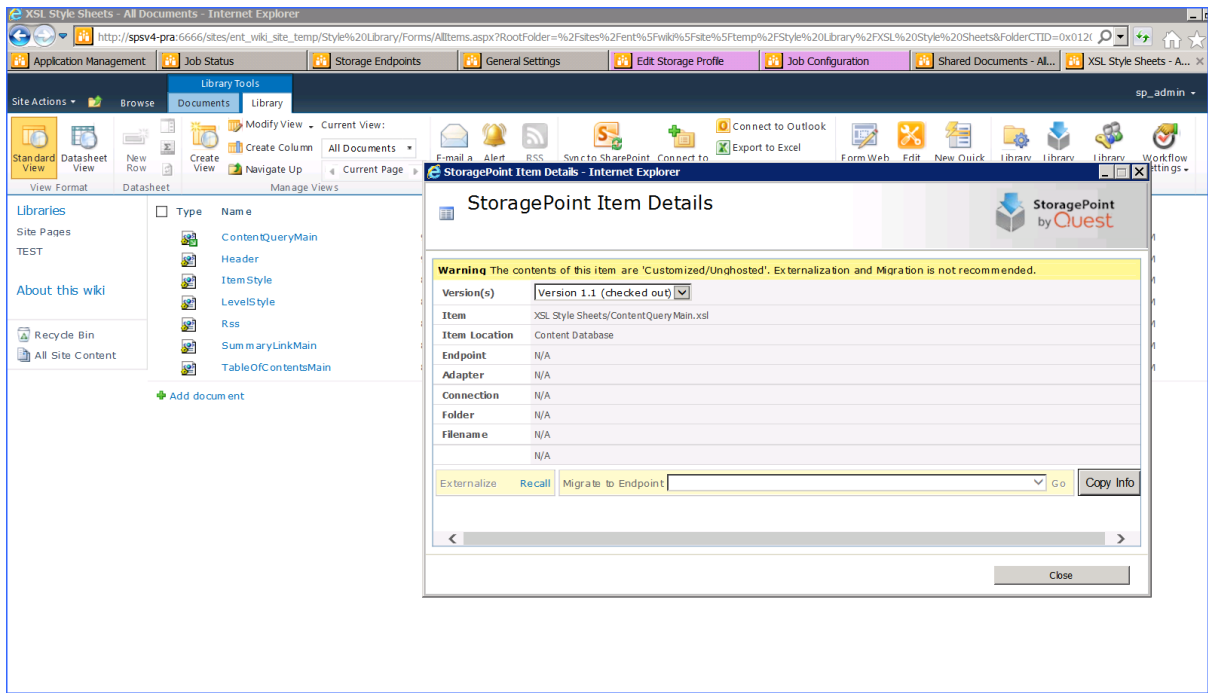 XSL Style Sheets - All Documents - Internet Explorer
http://spsv4-pra:6666/sites/ent_wiki_site_temp/Style%20Library/Forms/AllItems.aspx?RootFolder=%2Fsites%2Fent%5Fwiki%5Fsite%5Ftemp%2FStyle%20Library%2FXSL%20Style%20Sheets&FolderCTID=0x012
Application Management Job Status Storage Endpoints General Settings Edit Storage Profile Job Configuration Shared Documents - Al... XSL Style Sheets - A...
Library Tools
Site Actions Browse Documents Library sp_admin
Modify View Current View: Connect to Outlook
Create Column All Documents Export to Excel
Standard View Datasheet View New Row Create View Navigate Up Current Page E-mail a Alert RSS Sync to SharePoint Connect to Form Web Edit New Quick Library Library Library Workflow Settings
View Format Datasheet Manage Views
Libraries
Site Pages
TEST
About this wiki
Recycle Bin
All Site Content
Type Name
ContentQueryMain
Header
ItemStyle
LevelStyle
Rss
SummaryLinkMain
TableOfContentsMain
Add document
StoragePoint Item Details - Internet Explorer
StoragePoint Item Details
StoragePoint
by Quest
Warning The contents of this item are 'Customized/Unghosted'. Externalization and Migration is not recommended.
Version(s) Version 1.1 (checked out)
Item XSL Style Sheets/ContentQueryMain.xsl
Item Location Content Database
Endpoint N/A
Adapter N/A
Connection N/A
Folder N/A
Filename N/A
N/A
Externalize Recall Migrate to Endpoint Go Copy Info
Close